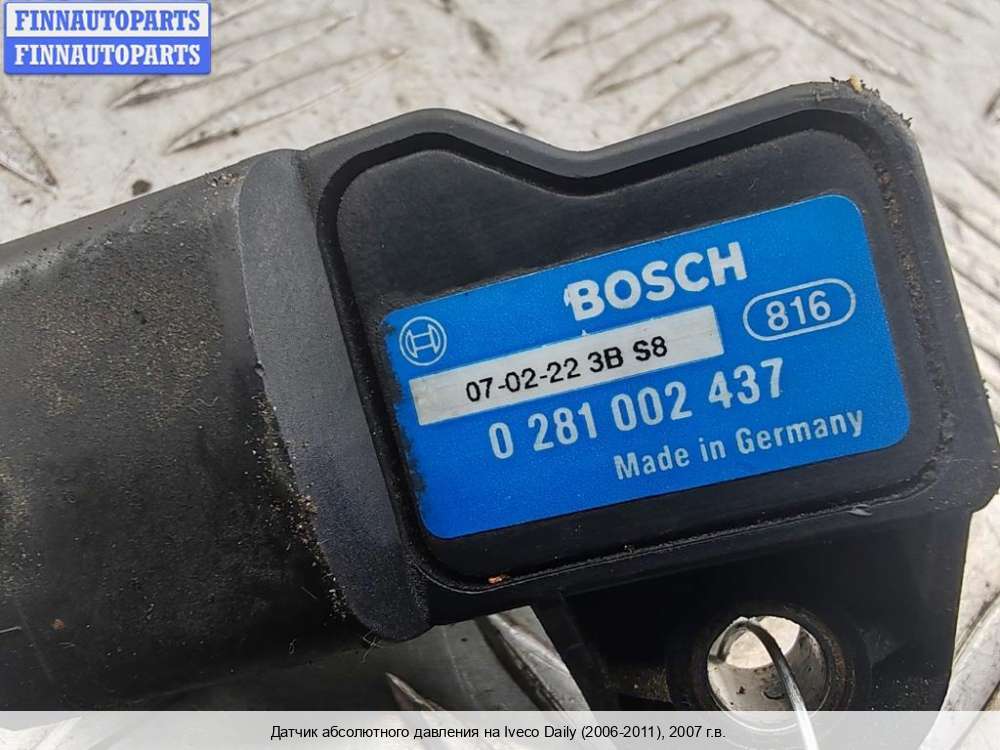 FINNAUTOPARTS
FINNAUTOPARTS
BOSCH
816
07-02-22 3B S8
0 281 002 437
Made in Germany
Датчик абсолютного давления на Iveco Daily (2006-2011), 2007 г.в.